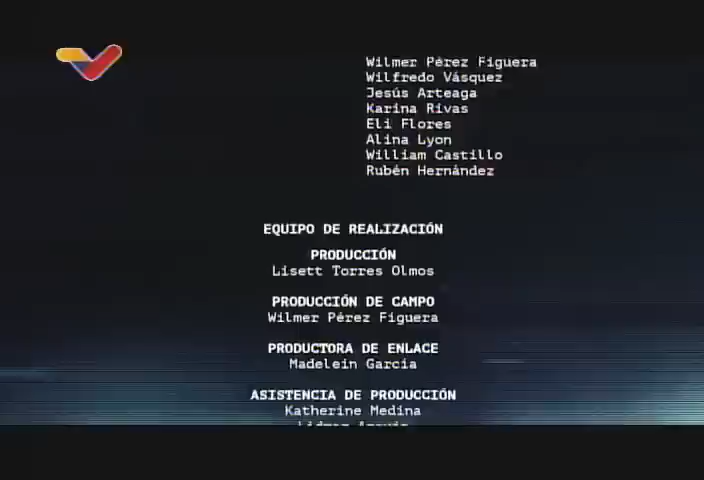 Wilmer Pérez Figuera
Wilfredo Vásquez
Jesús Arteaga
Karina Rivas
Eli Flores
Alina Lyon
William Castillo
Rubén Hernández
EQUIPO DE REALIZACIÓN
PRODUCCIÓN
Lisett Torres Olmos
PRODUCCIÓN DE CAMPO
Wilmer Pérez Figuera
PRODUCTORA DE ENLACE
Madelein García
ASISTENCIA DE PRODUCCIÓN
Katherine Medina